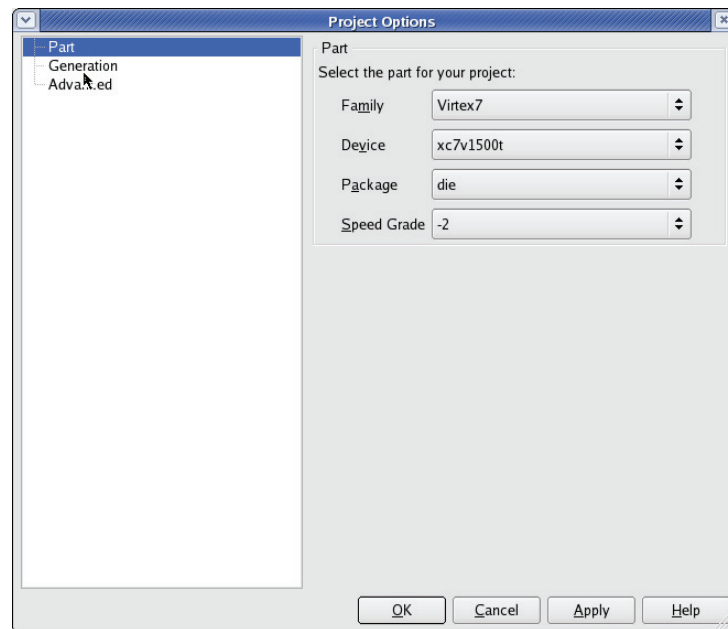 Project Options
Part
Generation
Part
Select the part for your project:
Family
Virtex7
Device
xc7v1500t
Package
die
Speed Grade
-2
OK
Cancel
Apply
Help